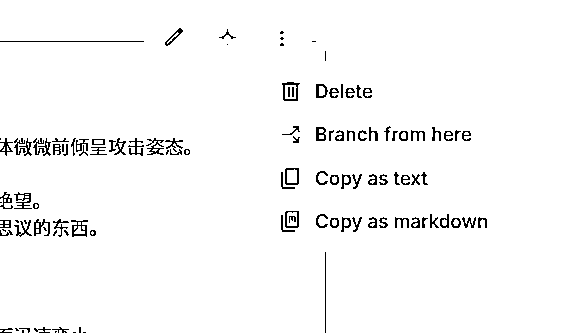 Delete
Branch from here
体微微前倾呈攻击姿态。
Copy as text
绝望。
Copy as markdown
思议的东西。